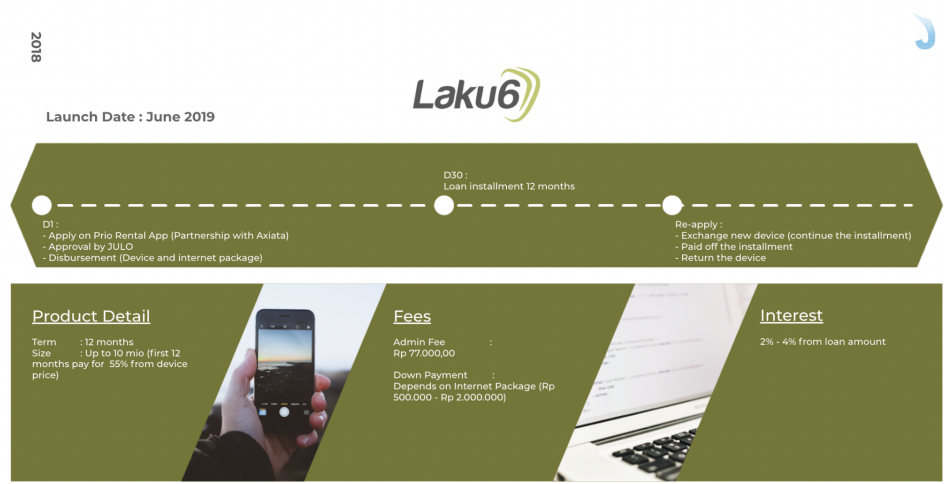 2018
Laku6
Launch Date : June 2019
D30 :
Loan installment 12 months
D1 :
- Apply on Prio Rental App (Partnership with Axiata)
- Approval by JULO
- Disbursement (Device and internet package)
Re-apply :
- Exchange new device (continue the installment)
- Paid off the installment
- Return the device
Product Detail
Term : 12 months
Size : Up to 10 mio (first 12
months pay for 55% from device
price)
Fees
Admin Fee :
Rp 77.000,00
Down Payment :
Depends on Internet Package (Rp
500.000 - Rp 2.000.000)
Interest
2% - 4% from loan amount